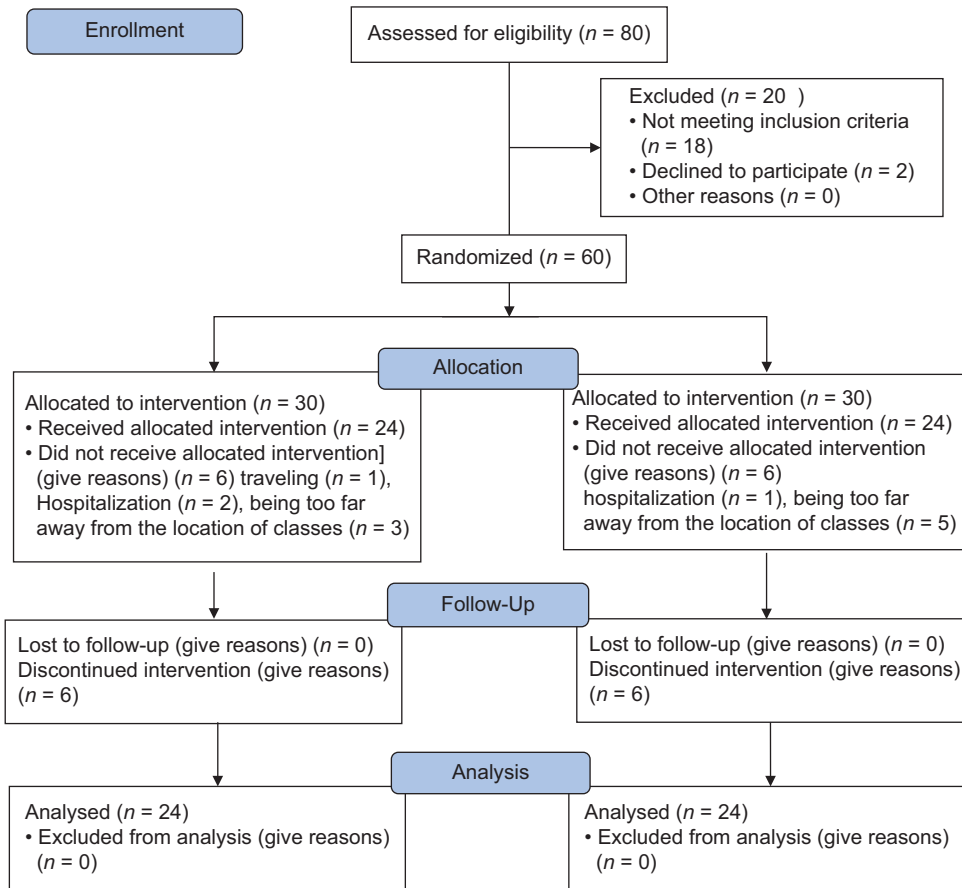 Enrollment
Assessed for eligibility (n = 80)
Excluded (n = 20 )
• Not meeting inclusion criteria
(n = 18)
• Declined to participate (n = 2)
• Other reasons (n = 0)
Randomized (n = 60)
Allocation
Allocated to intervention (n = 30)
• Received allocated intervention (n = 24)
• Did not receive allocated intervention]
(give reasons) (n = 6) traveling (n = 1),
Hospitalization (n = 2), being too far
away from the location of classes (n = 3)
Allocated to intervention (n = 30)
• Received allocated intervention (n = 24)
• Did not receive allocated intervention
(give reasons) (n = 6)
hospitalization (n = 1), being too far
away from the location of classes (n = 5)
Follow-Up
Lost to follow-up (give reasons) (n = 0)
Discontinued intervention (give reasons)
(n = 6)
Lost to follow-up (give reasons) (n = 0)
Discontinued intervention (give reasons)
(n = 6)
Analysis
Analysed (n = 24)
• Excluded from analysis (give reasons)
(n = 0)
Analysed (n = 24)
• Excluded from analysis (give reasons)
(n = 0)